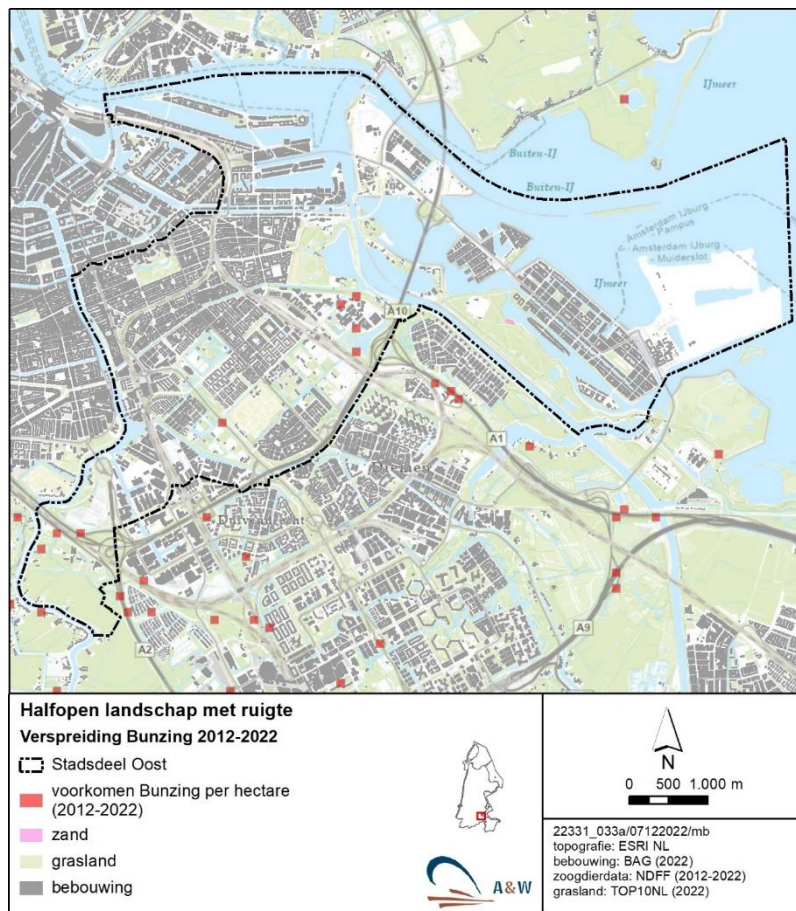 IJmeer
Buiten-IJ
Buiten-IJ
Amsterdam IJburg
- Pampus
Amsterdam IJburg
- Muiderslot
IJmeer
A10
A1
Diemen
Duivendrecht
A9
A2
Halfopen landschap met ruigte
Verspreiding Bunzing 2012-2022
Stadsdeel Oost
voorkomen Bunzing per hectare
(2012-2022)
zand
grasland
bebouwing
A&W
N
0 500 1.000 m
22331_033a/07122022/mb
topografie: ESRI NL
bebouwing: BAG (2022)
zoogdierdata: NDFF (2012-2022)
grasland: TOP10NL (2022)